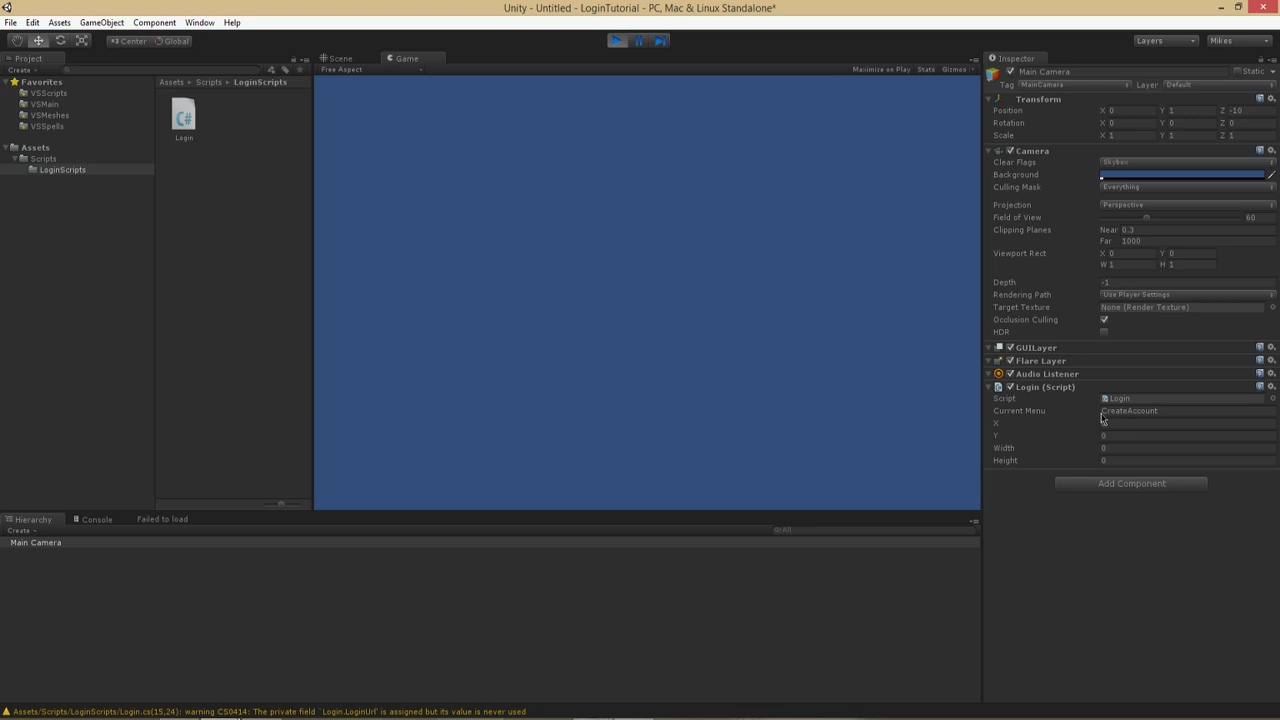 Unity - Untitled - LoginTutorial - PC, Mac & Linux Standalone*
File Edit Assets GameObject Component Window Help
Center Global Layers Mikes
Project
Create
Favorites
VSScripts
VSMain
VSMeshes
VSSpells
Assets
Scripts
LoginScripts
Assets Scripts LoginScripts
C#
Login
Scene Game
Free Aspect Maximize on Play Stats Gizmos
Inspector
Main Camera Static
Tag MainCamera Layer Default
Transform
Position X 0 Y 1 Z -10
Rotation X 0 Y 0 Z 0
Scale X 1 Y 1 Z 1
Camera
Clear Flags Skybox
Background
Culling Mask Everything
Projection Perspective
Field of View 60
Clipping Planes Near 0.3
Far 1000
Viewport Rect X 0 Y 0
W 1 H 1
Depth -1
Rendering Path Use Player Settings
Target Texture None (Render Texture)
Occlusion Culling
HDR
GUILayer
Flare Layer
Audio Listener
Login (Script)
Script Login
Current Menu CreateAccount
X
Y 0
Width 0
Height 0
Add Component
Hierarchy Console Failed to load
Create All
Main Camera
Assets/Scripts/LoginScripts/Login.cs(15,24): warning CS0414: The private field `Login.LoginUrl' is assigned but its value is never used